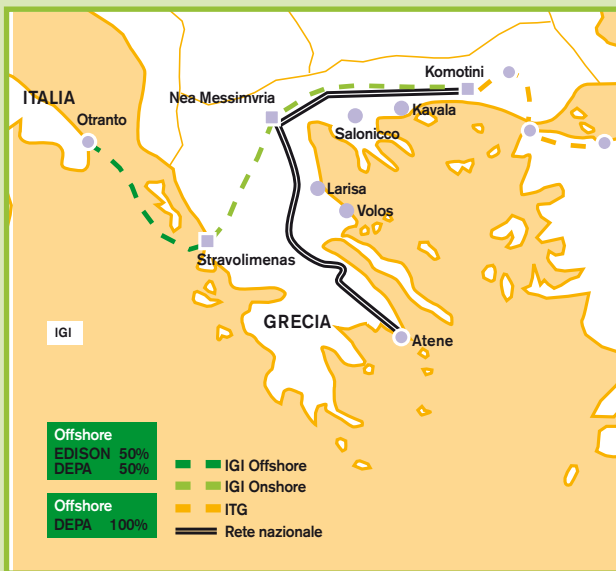 ITALIA
Otranto
Nea Messimvria
Komotini
Kavala
Salonicco
Larisa
Volos
Stravolimenas
GRECIA
Atene
IGI
Offshore
EDISON 50%
DEPA 50%
Offshore
DEPA 100%
IGI Offshore
IGI Onshore
ITG
Rete nazionale